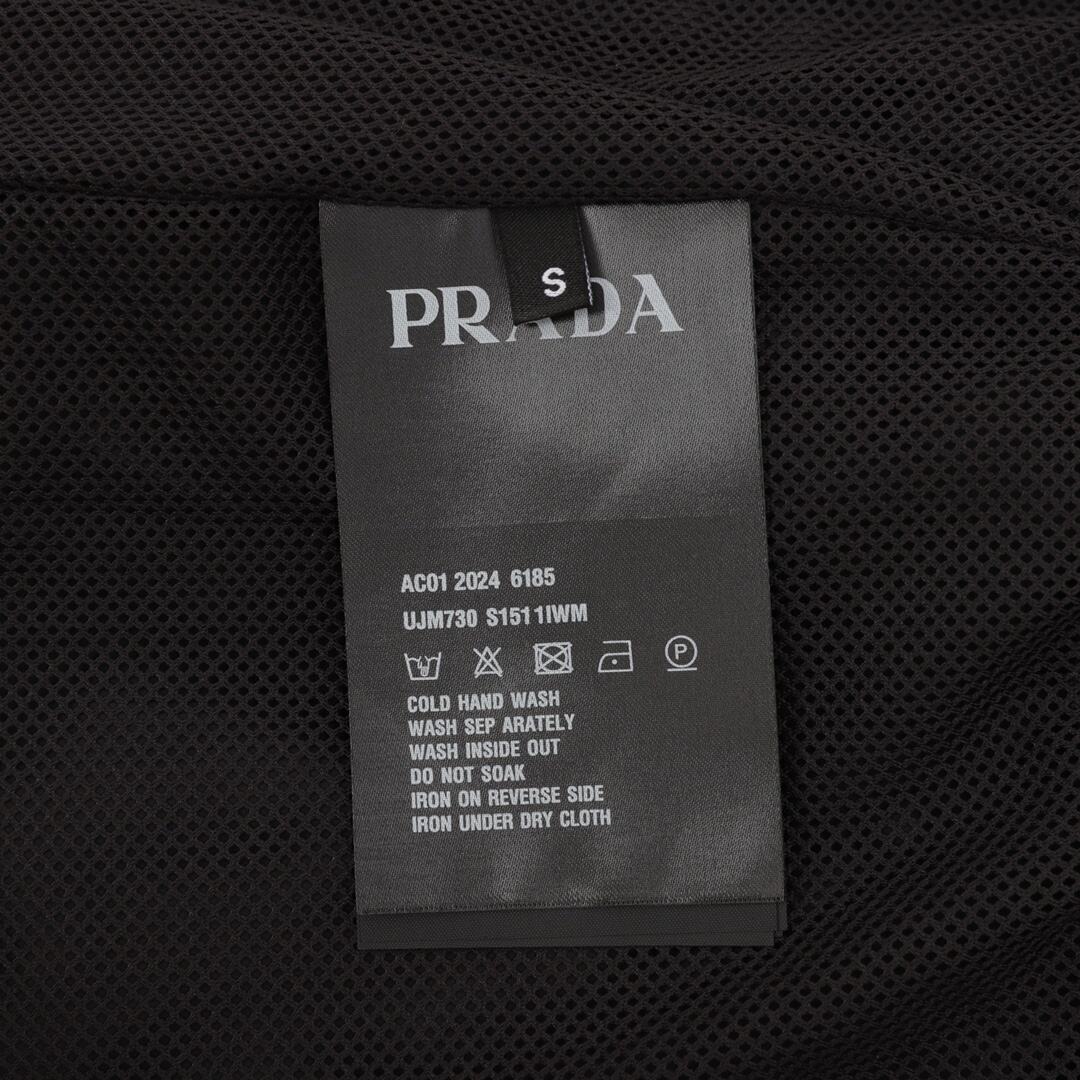 S
PRADA
AC01 2024 6185
UJM730 S151 1IWM
P
COLD HAND WASH
WASH SEP ARATELY
WASH INSIDE OUT
DO NOT SOAK
IRON ON REVERSE SIDE
IRON UNDER DRY CLOTH